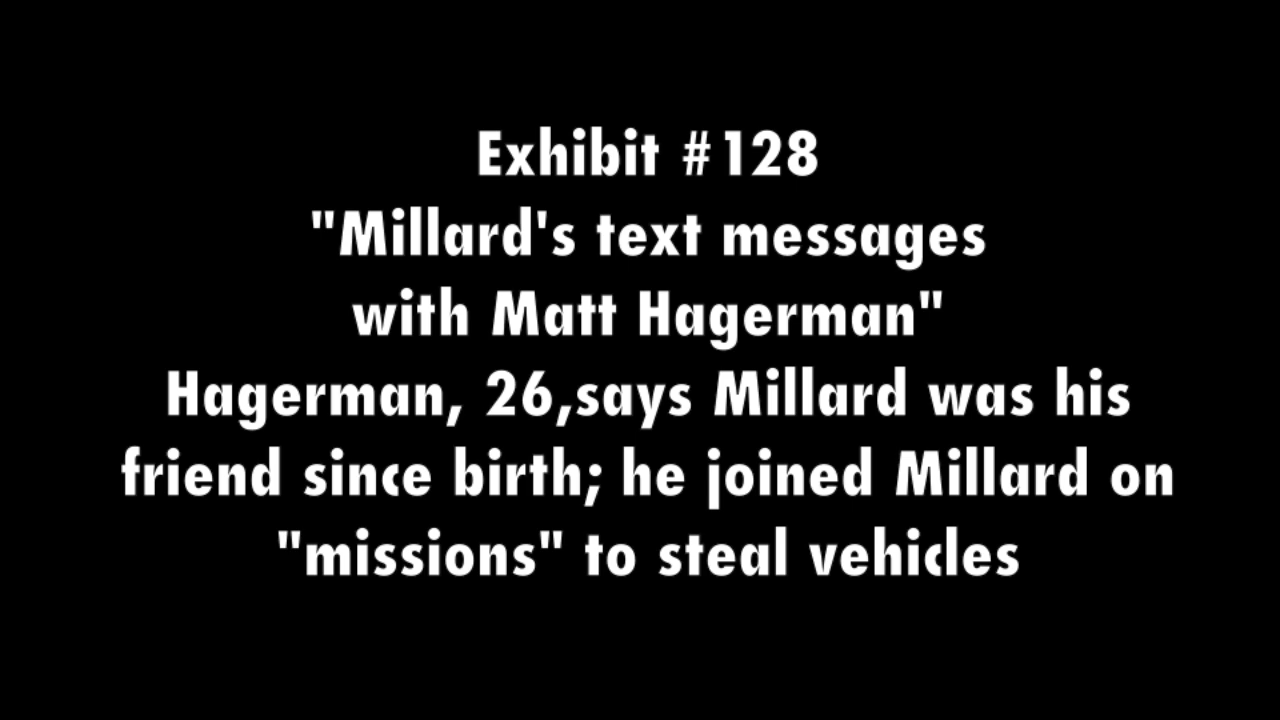 Exhibit #128
"Millard's text messages
with Matt Hagerman"
Hagerman, 26,says Millard was his
friend since birth; he joined Millard on
"missions" to steal vehicles